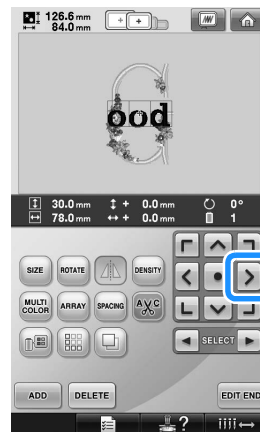 126.6 mm
84.0 mm
ood
30.0 mm + 0.0 mm 0°
78.0 mm + 0.0 mm 1
SIZE ROTATE DENSITY
MULTI COLOR ARRAY SPACING AXC
SELECT
ADD DELETE EDIT END
?